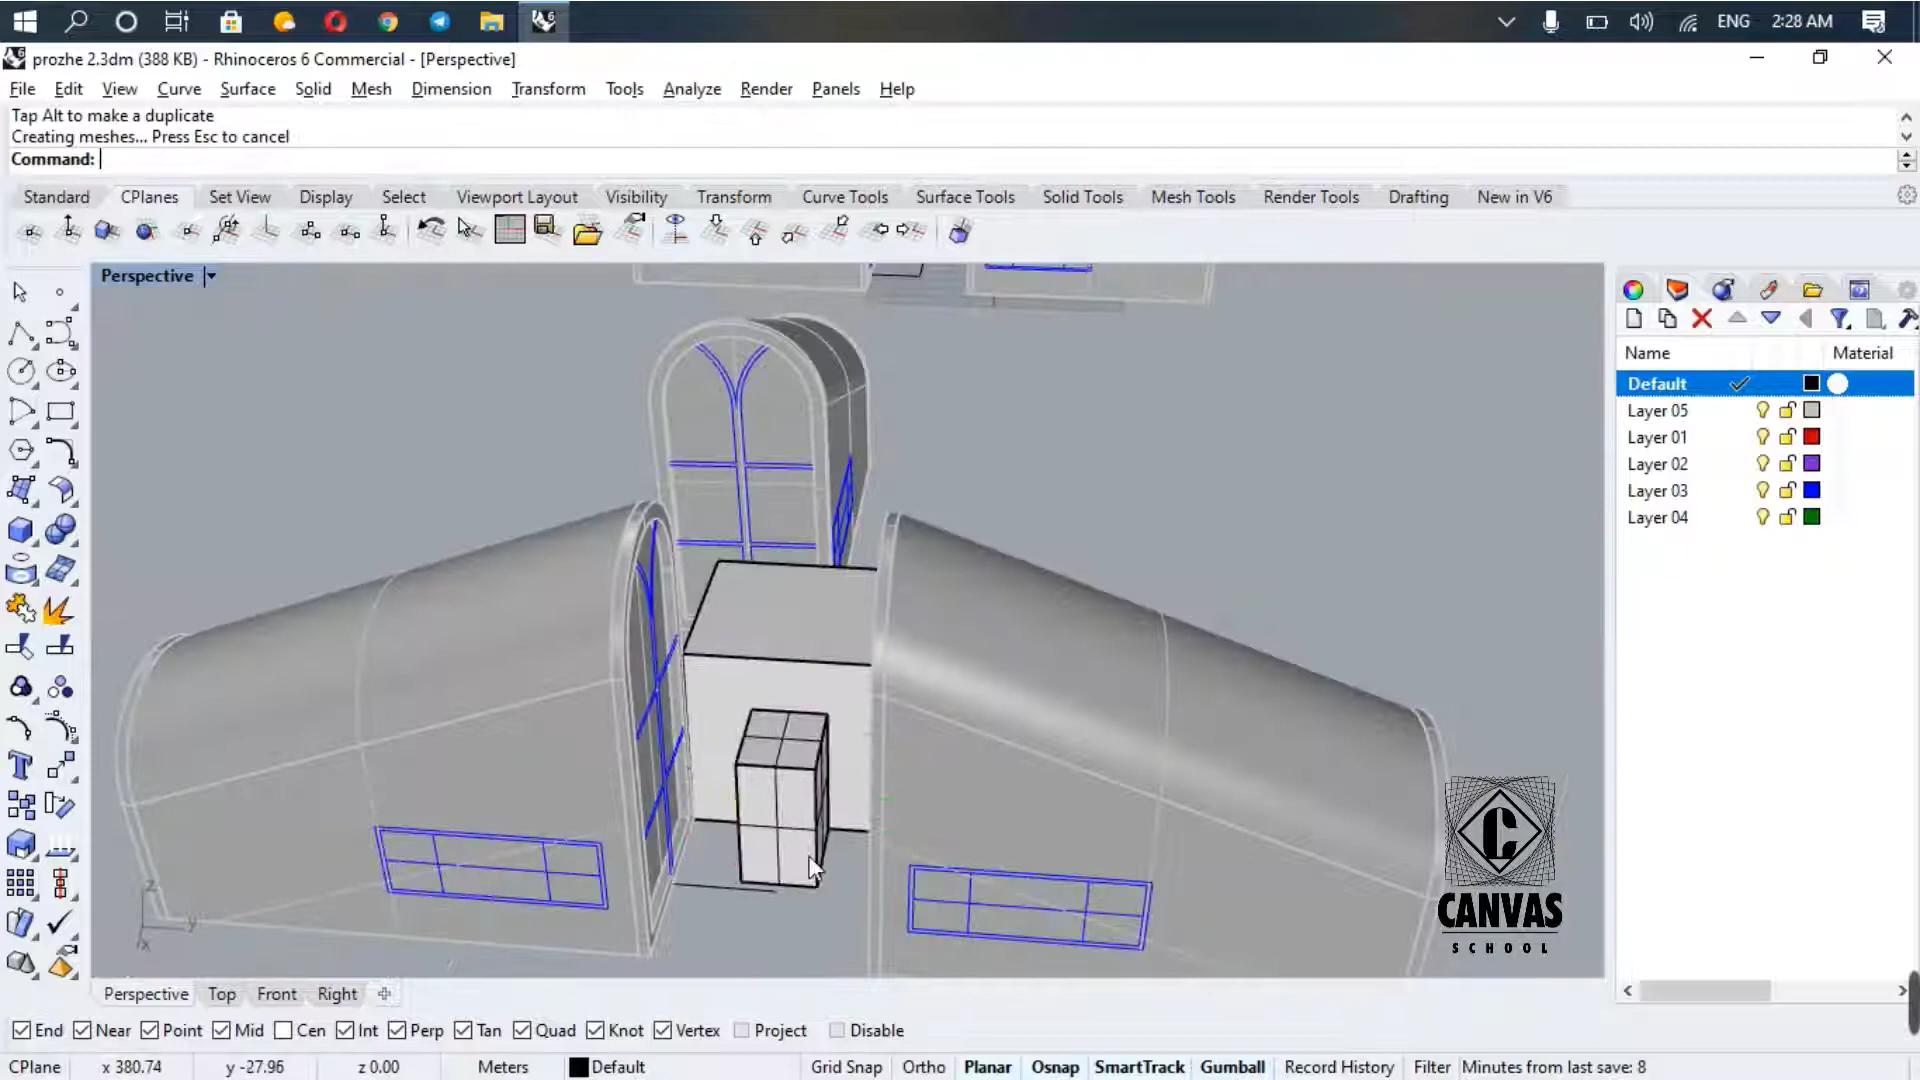 ENG 2:28 AM
prozhe 2.3dm (388 KB) - Rhinoceros 6 Commercial - [Perspective]
File Edit View Curve Surface Solid Mesh Dimension Transform Tools Analyze Render Panels Help
Tap Alt to make a duplicate
Creating meshes... Press Esc to cancel
Command:
Standard CPlanes Set View Display Select Viewport Layout Visibility Transform Curve Tools Surface Tools Solid Tools Mesh Tools Render Tools Drafting New in V6
Perspective
Name Material
Default
Layer 05
Layer 01
Layer 02
Layer 03
Layer 04
z
y
x
CANVAS
SCHOOL
Perspective Top Front Right
End Near Point Mid Cen Int Perp Tan Quad Knot Vertex Project Disable
CPlane x 380.74 y -27.96 z 0.00 Meters Default Grid Snap Ortho Planar Osnap SmartTrack Gumball Record History Filter Minutes from last save: 8